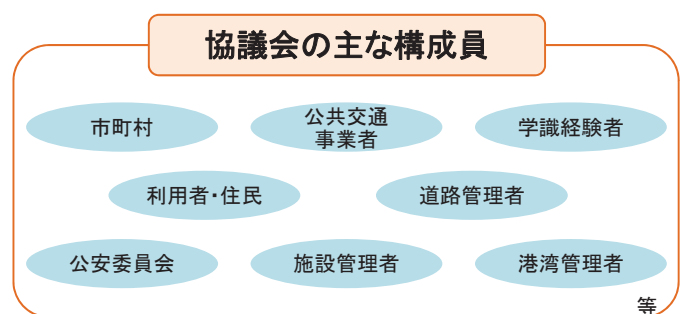 協議会の主な構成員
市町村
公共交通
事業者
学識経験者
利用者・住民
道路管理者
公安委員会
施設管理者
港湾管理者
等